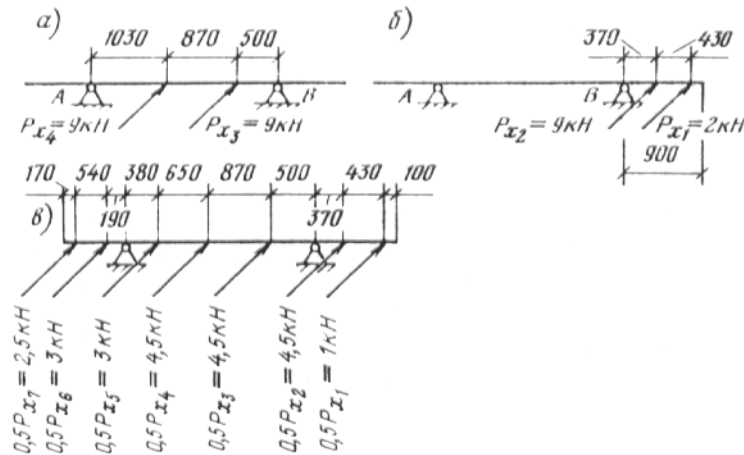 а)
1030 870 500
A B
Px4 = 9кН Px3 = 9кН
б)
370 430
A B
Px2 = 9кН Px1 = 2кН
900
в)
170 540 380 650 870 500 430 100
190 370
0,5Px7 = 2,5кН
0,5Px6 = 3кН
0,5Px5 = 3кН
0,5Px4 = 4,5кН
0,5Px3 = 4,5кН
0,5Px2 = 4,5кН
0,5Px1 = 1кН